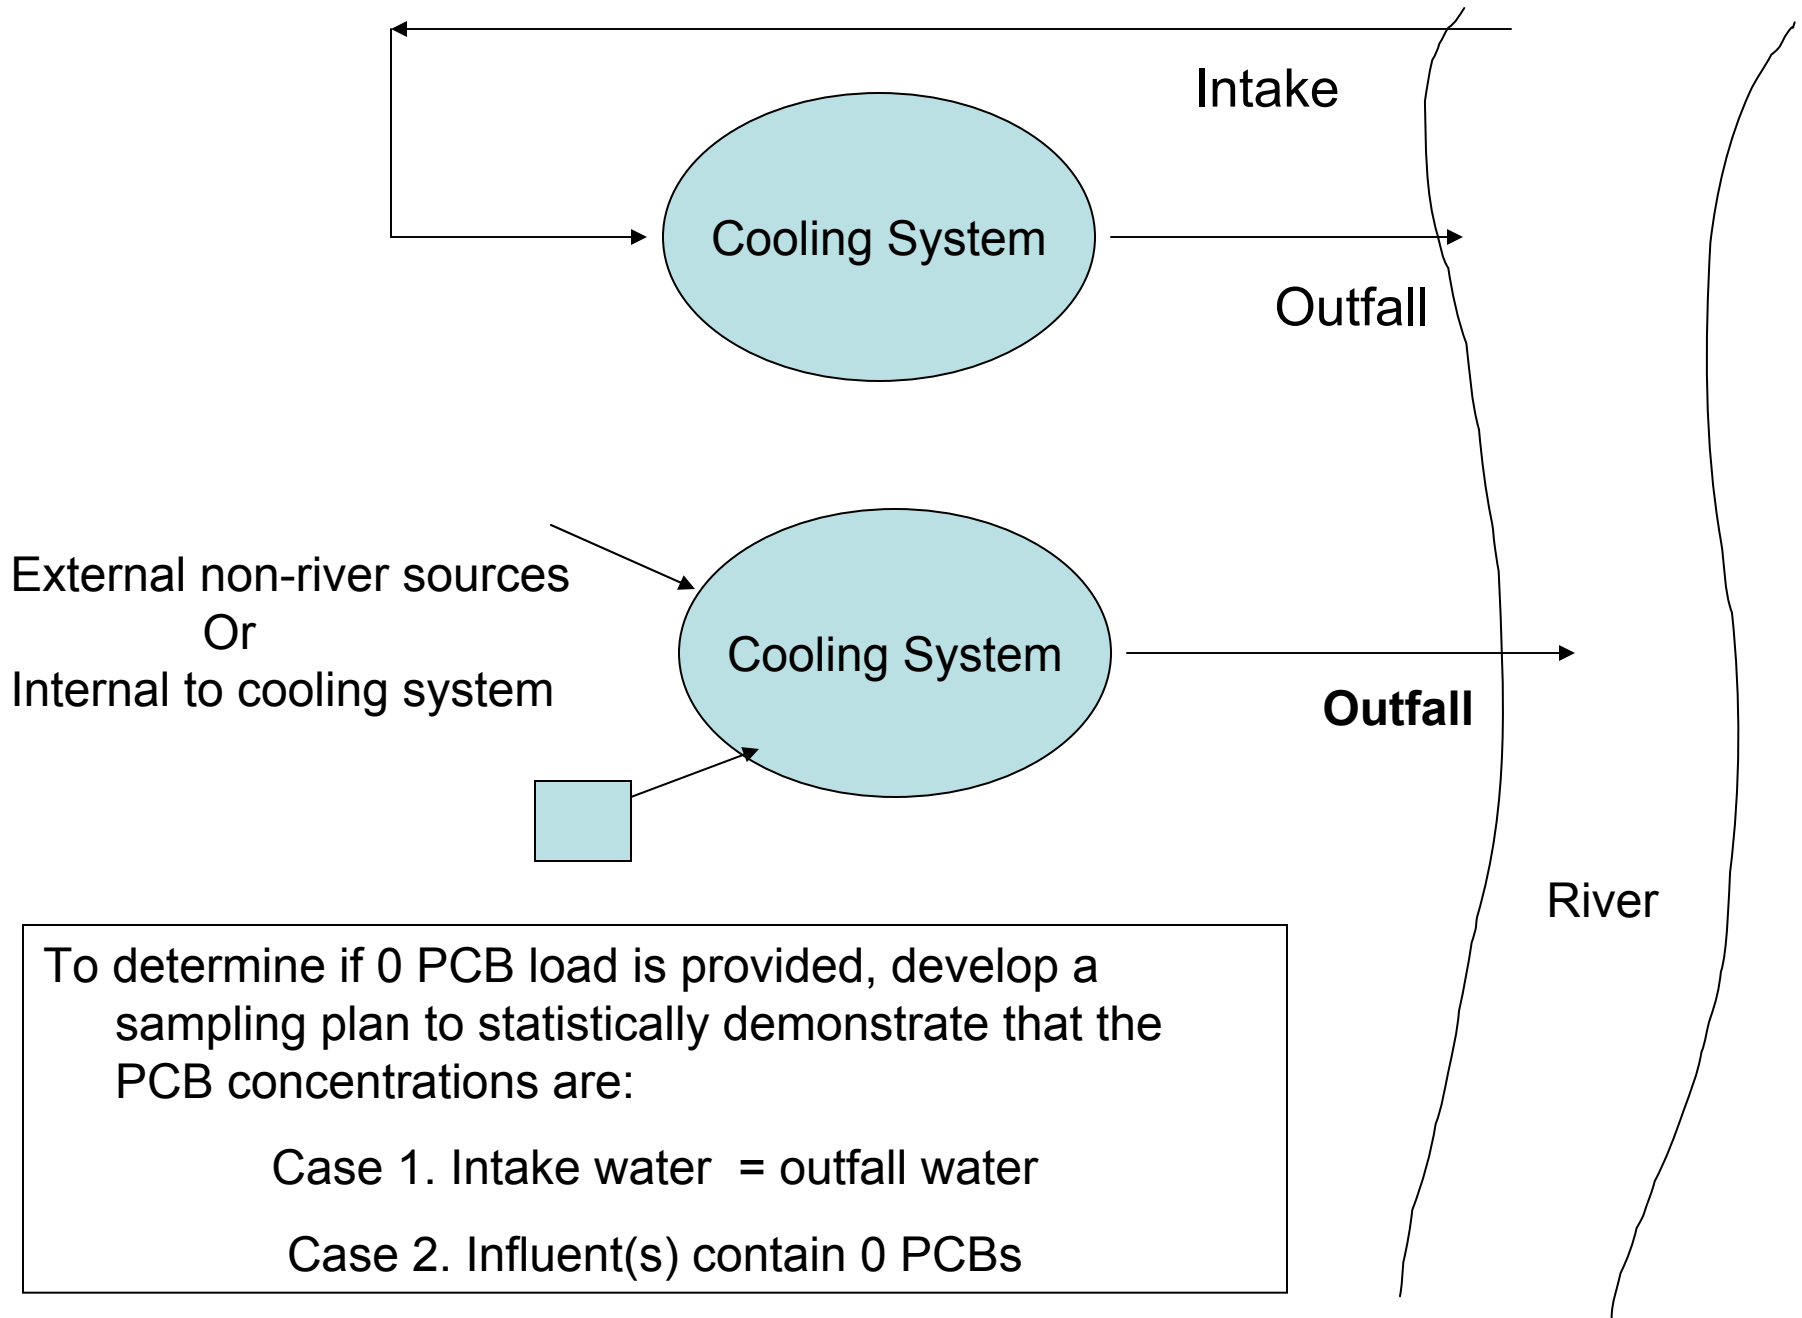 Intake
Cooling System
Outfall
External non-river sources
Or
Internal to cooling system
Cooling System
Outfall
River
To determine if 0 PCB load is provided, develop a
sampling plan to statistically demonstrate that the
PCB concentrations are:
Case 1. Intake water = outfall water
Case 2. Influent(s) contain 0 PCBs